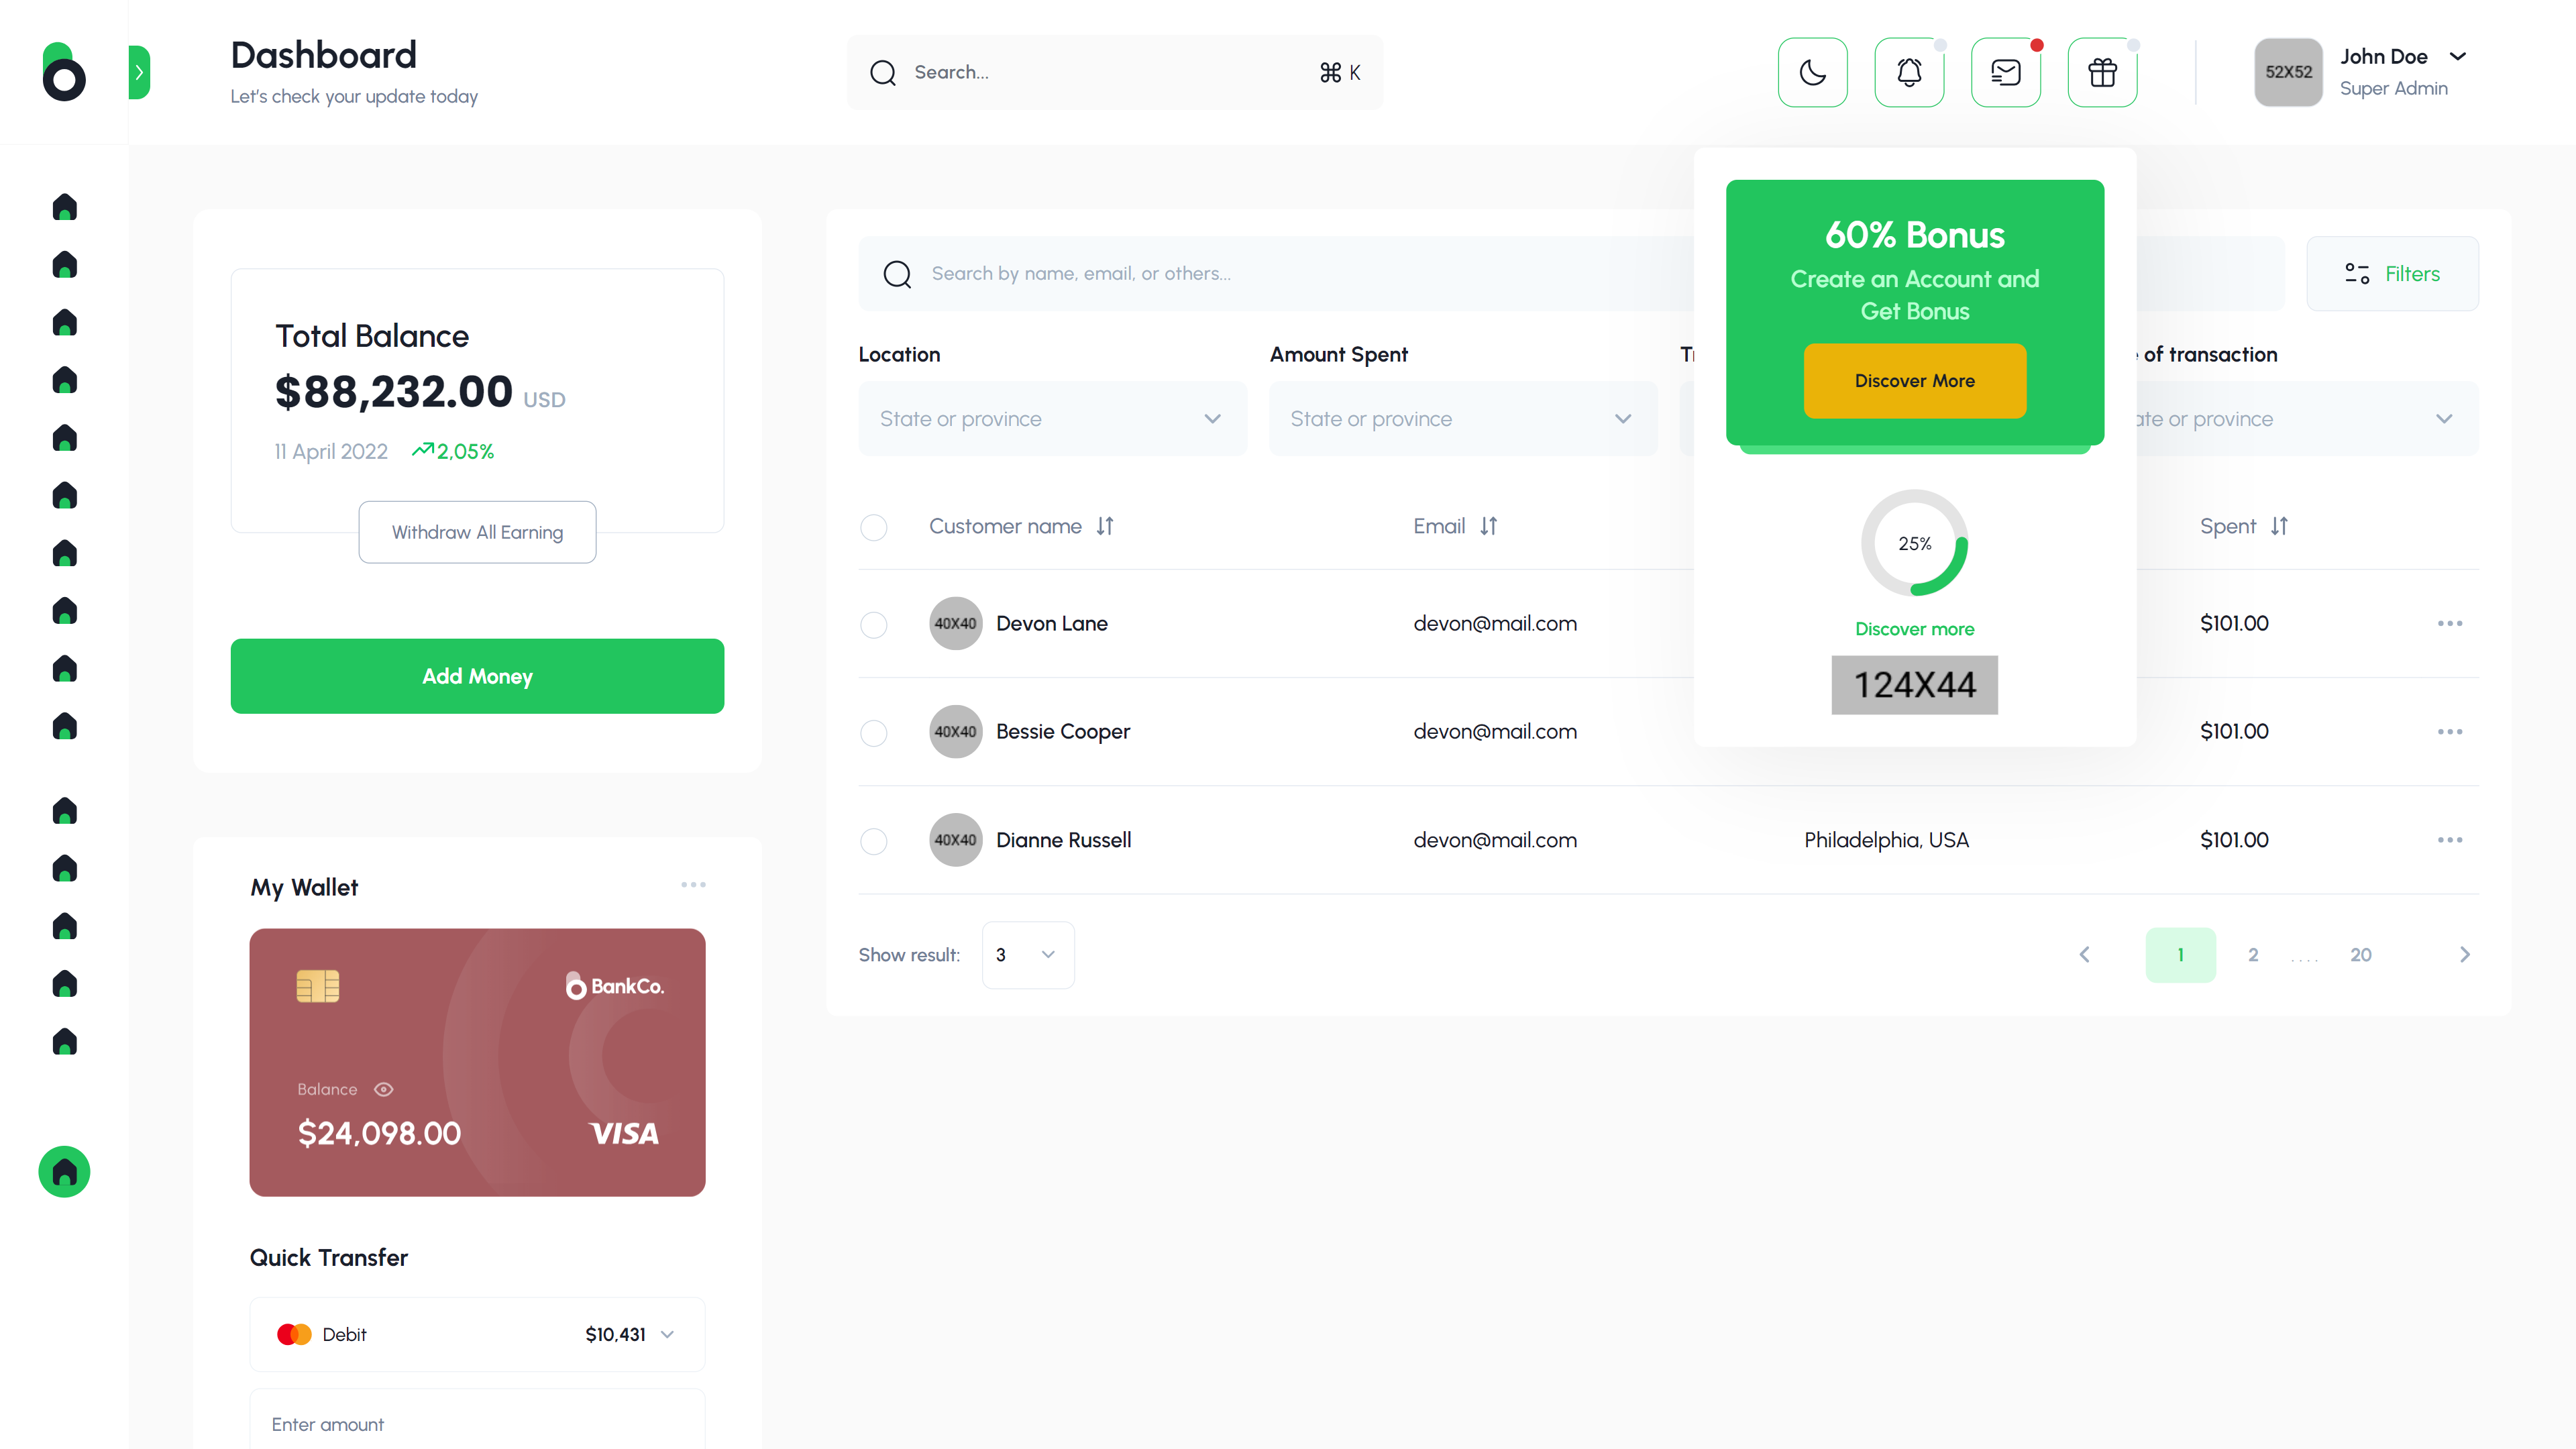 Dashboard
Let's check your update today
Search...
⌘ K
52X52
John Doe
Super Admin
Total Balance
$88,232.00 USD
11 April 2022 2,05%
Withdraw All Earning
Add Money
My Wallet
BankCo.
Balance
$24,098.00
VISA
Quick Transfer
Debit $10,431
Enter amount
Search by name, email, or others...
Filters
Location
Amount Spent
of transaction
State or province
State or province
or province
60% Bonus
Create an Account and
Get Bonus
Discover More
25%
Discover more
124X44
Customer name Email Spent
40X40 Devon Lane devon@mail.com $101.00
40X40 Bessie Cooper devon@mail.com $101.00
40X40 Dianne Russell devon@mail.com Philadelphia, USA $101.00
Show result: 3
1 2 .... 20